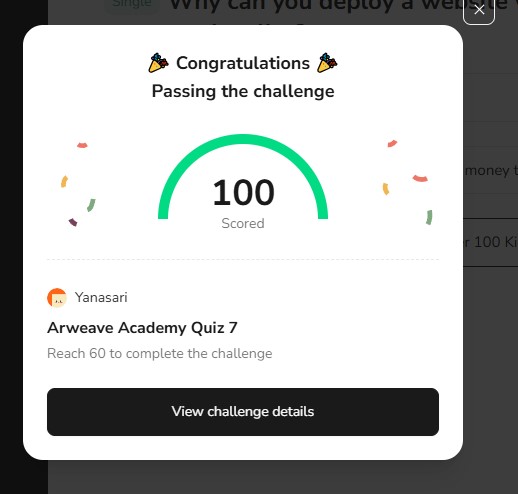 Single Why can you deploy a website
Congratulations
Passing the challenge
money t
100
Scored
r 100 Ki
Yanasari
Arweave Academy Quiz 7
Reach 60 to complete the challenge
View challenge details